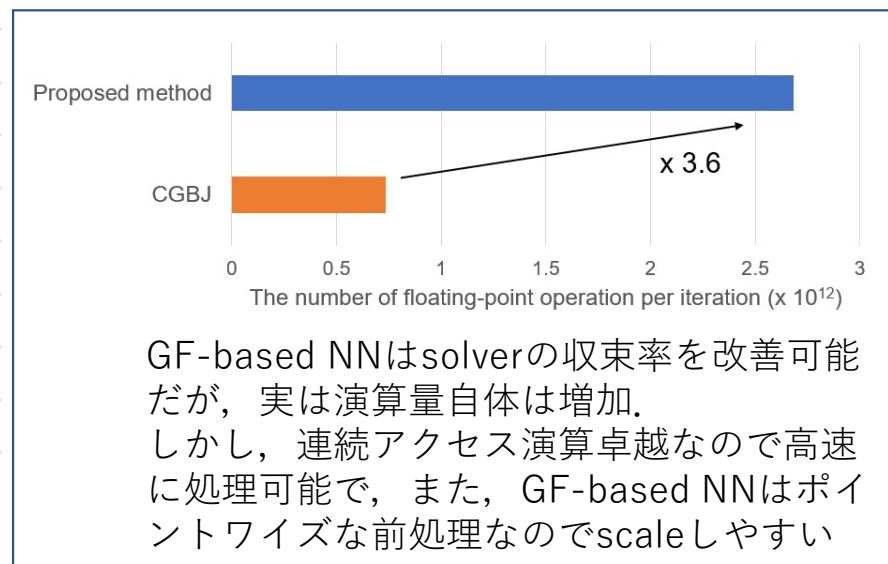 Proposed method
x 3.6
CGBJ
0 0.5 1 1.5 2 2.5 3
The number of floating-point operation per iteration (x 10¹²)
GF-based NNはsolverの収束率を改善可能
だが，実は演算量自体は増加．
しかし，連続アクセス演算卓越なので高速
に処理可能で，また，GF-based NNはポイ
ントワイズな前処理なのでscaleしやすい